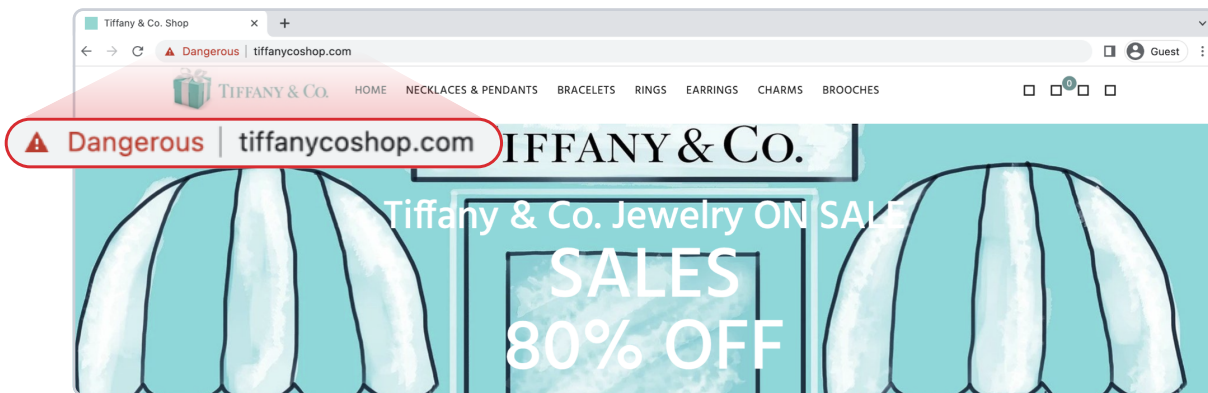 Tiffany & Co. Shop
Dangerous | tiffanycoshop.com
Guest
TIFFANY & CO.
HOME NECKLACES & PENDANTS BRACELETS RINGS EARRINGS CHARMS BROOCHES
0
Dangerous | tiffanycoshop.com
IFFANY & CO.
Tiffany & Co. Jewelry ON SALE
SALES
80% OFF